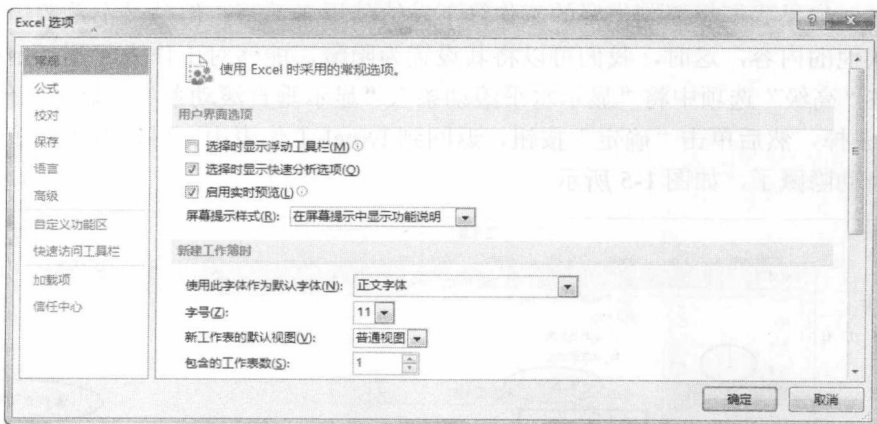 Excel 选项
常规
公式
校对
保存
语言
高级
自定义功能区
快速访问工具栏
加载项
信任中心
使用 Excel 时采用的常规选项。
用户界面选项
选择时显示浮动工具栏(M)
选择时显示快速分析选项(Q)
启用实时预览(L)
屏幕提示样式(R): 在屏幕提示中显示功能说明
新建工作簿时
使用此字体作为默认字体(N): 正文字体
字号(Z): 11
新工作表的默认视图(V): 普通视图
包含的工作表数(S): 1
确定 取消